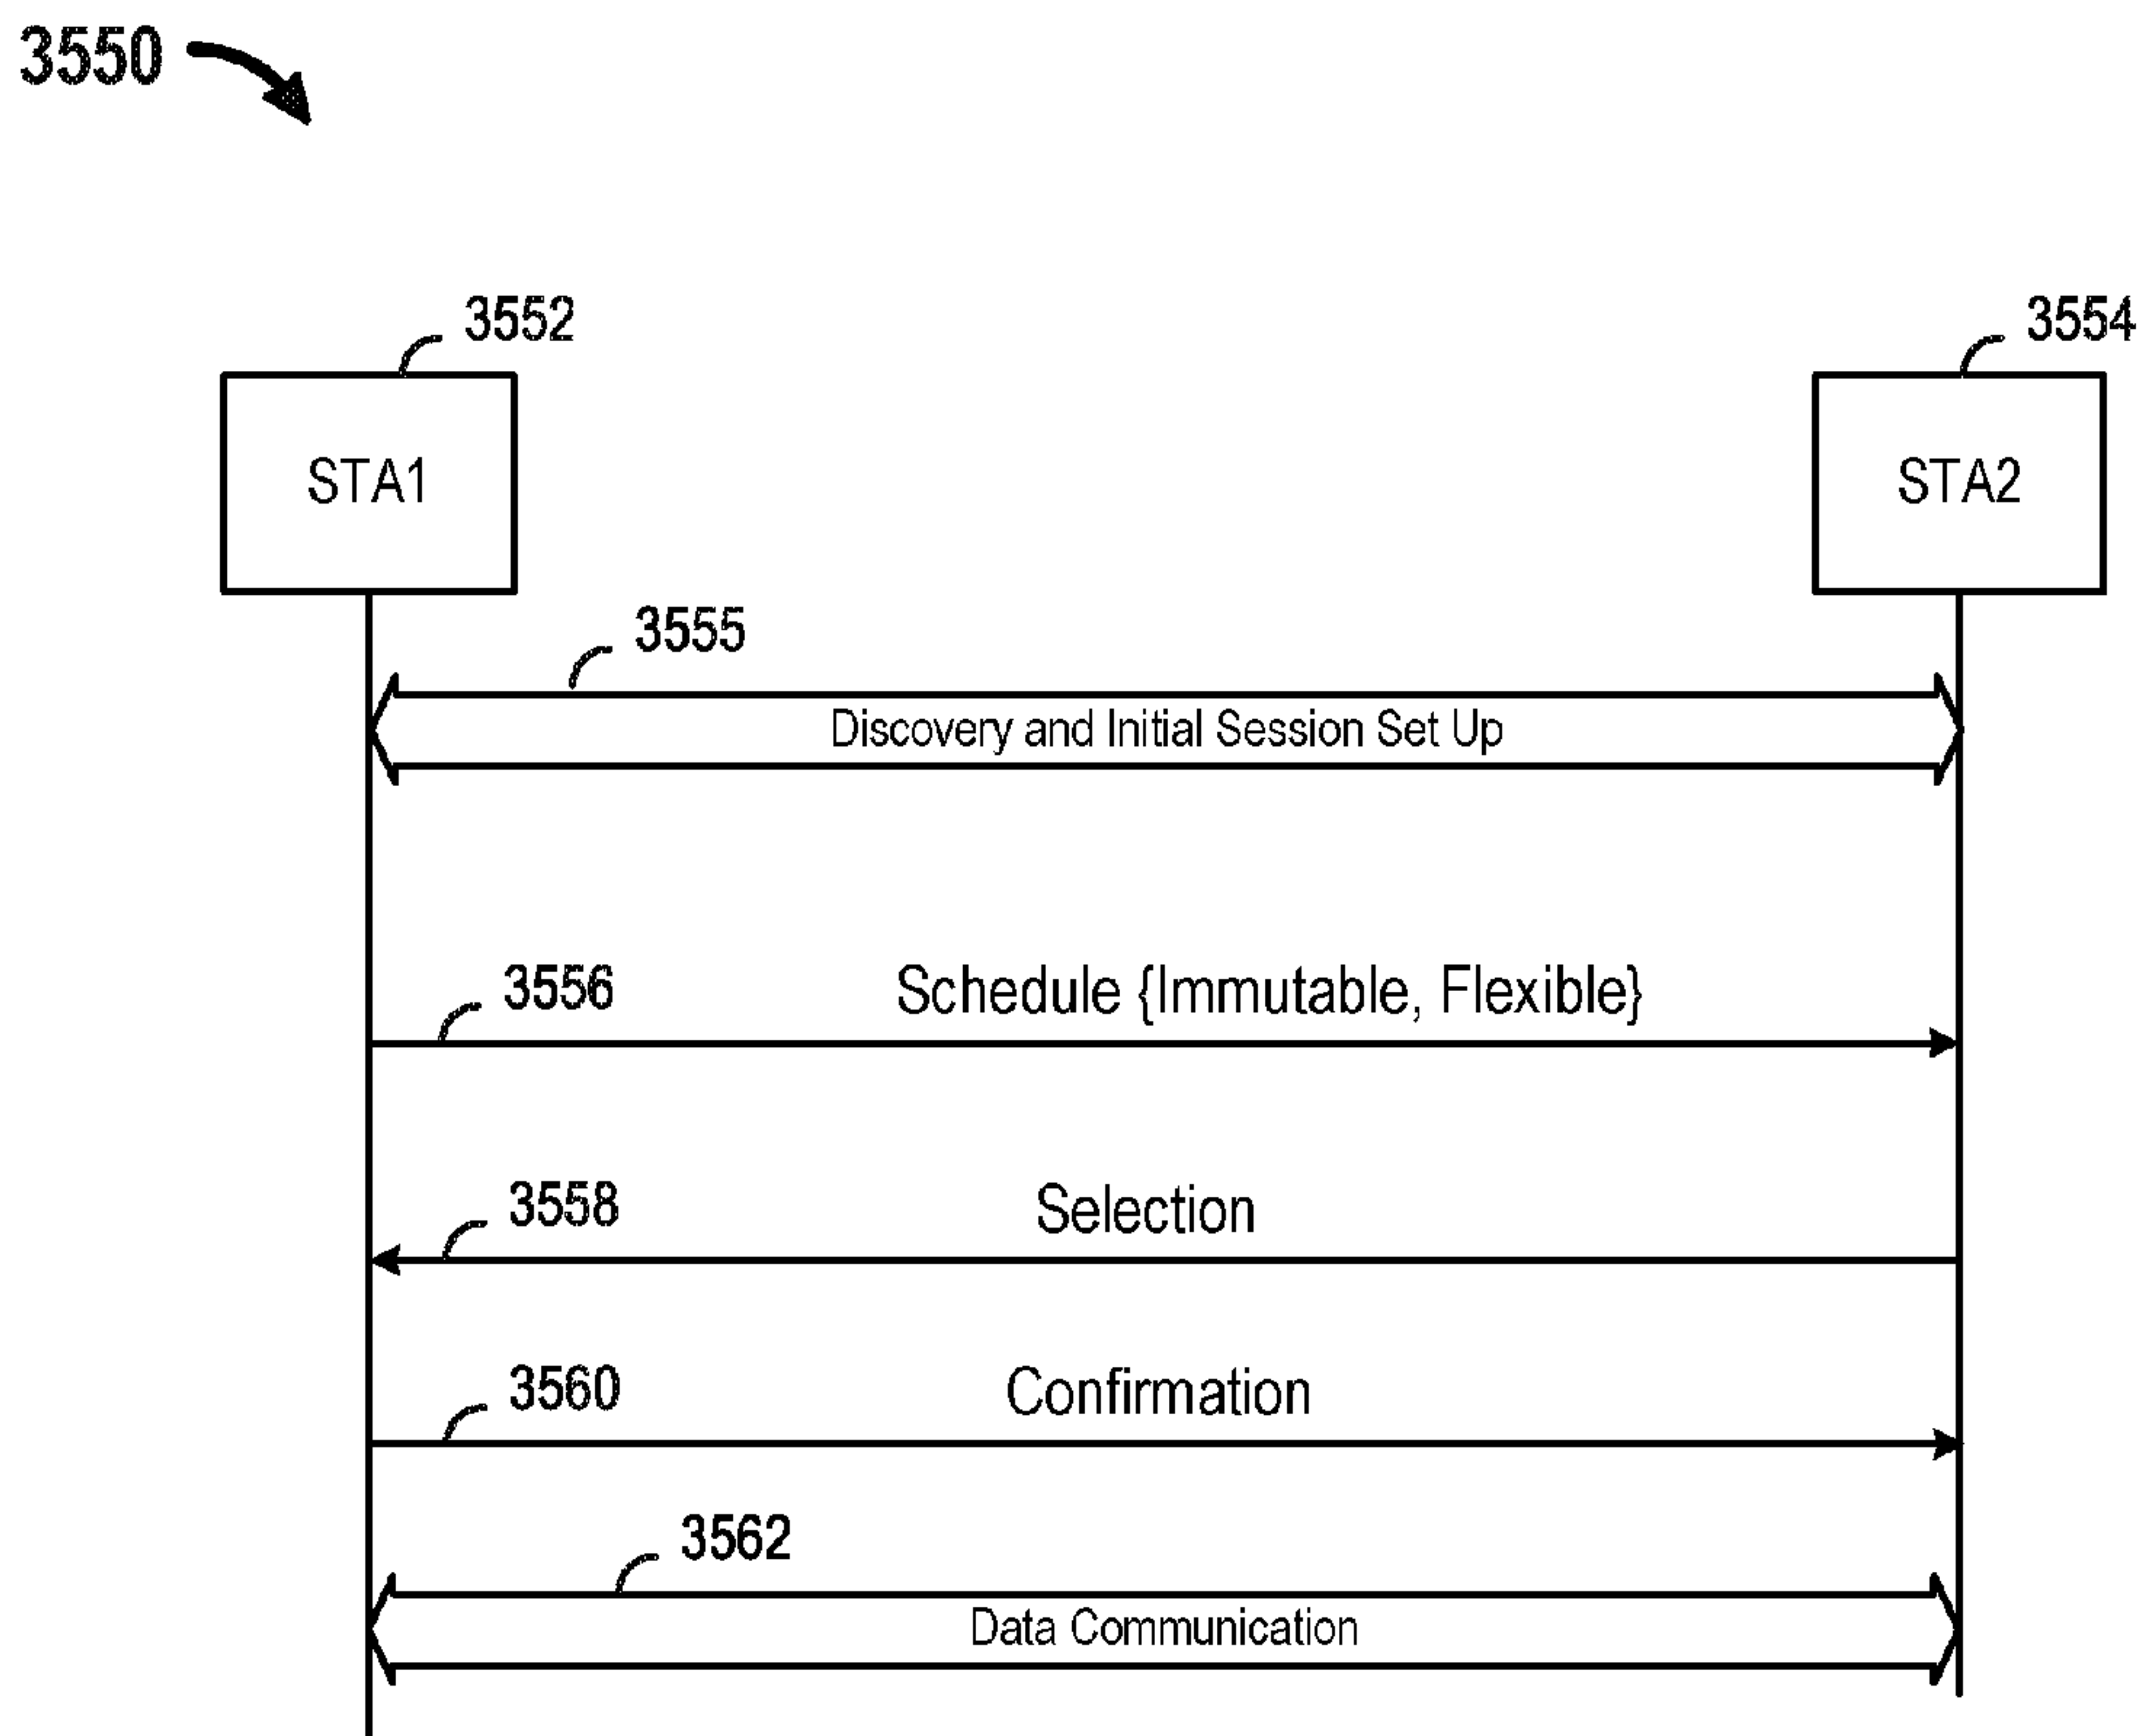 3550
3552
3554
STA1
STA2
3555
Discovery and Initial Session Set Up
3556
Schedule {Immutable, Flexible}
3558
Selection
3560
Confirmation
3562
Data Communication